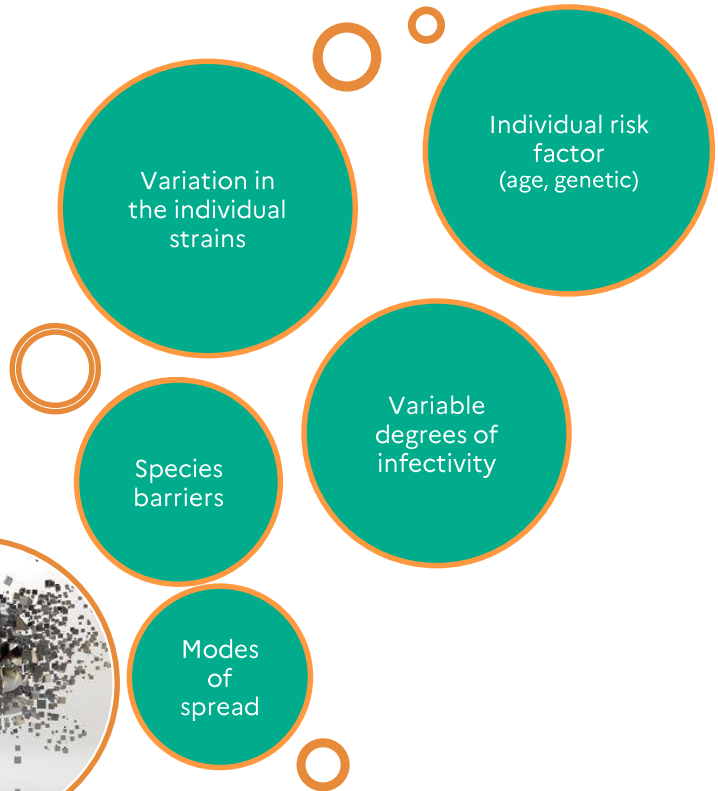 Individual risk
factor
(age, genetic)
Variation in
the individual
strains
Variable
degrees of
infectivity
Species
barriers
Modes
of
spread